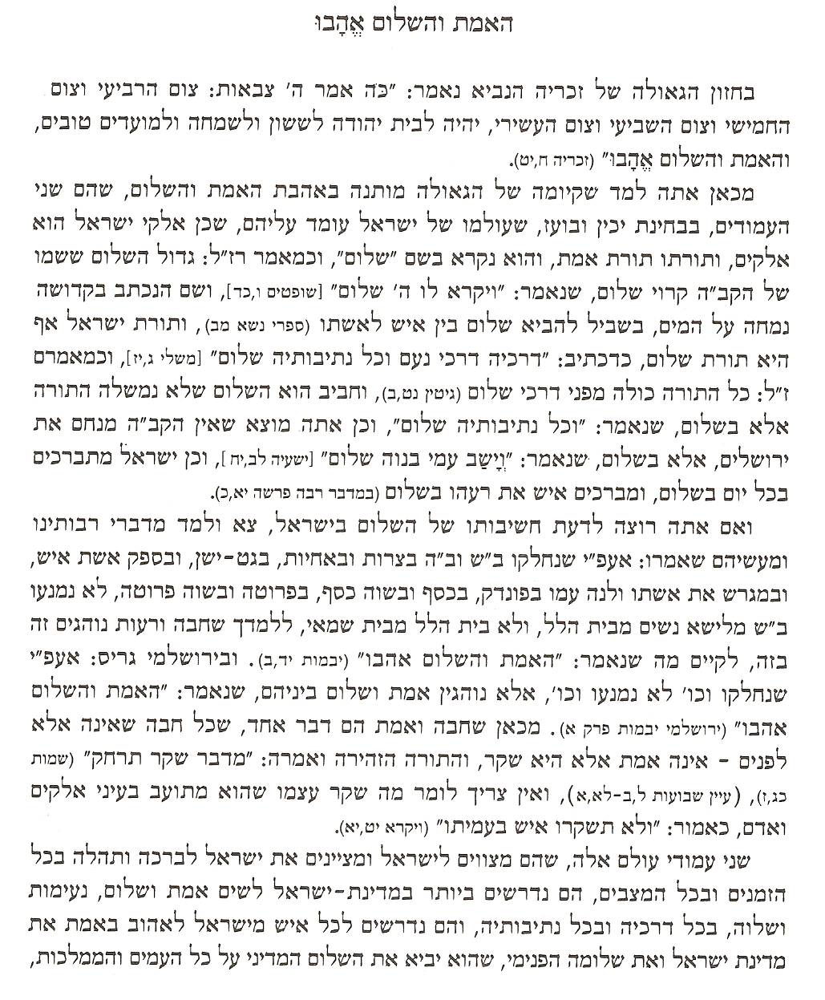 האמת והשלום אֱהָבוּ
בחזון הגאולה של זכריה הנביא נאמר: "כֹּה אמר ה' צבאות: צום הרביעי וצום
החמישי וצום השביעי וצום העשירי, יהיה לבית יהודה לששון ולשמחה ולמועדים טובים,
והאמת והשלום אֱהָבוּ" (זכריה ח,יט).
מכאן אתה למד שקיומה של הגאולה מותנה באהבת האמת והשלום, שהם שני
העמודים, בבחינת יכין ובועז, שעולמו של ישראל עומד עליהם, שכן אלקי ישראל הוא
אלקים, ותורתו תורת אמת, והוא נקרא בשם "שלום", וכמאמר רז"ל: גדול השלום ששמו
של הקב"ה קרוי שלום, שנאמר: "ויקרא לו ה' שלום" [שופטים ו,כד], ושם הנכתב בקדושה
נמחה על המים, בשביל להביא שלום בין איש לאשתו (ספרי נשא מב), ותורת ישראל אף
היא תורת שלום, כדכתיב: "דרכיה דרכי נעם וכל נתיבותיה שלום" [משלי ג,יז], וכמאמרם
ז"ל: כל התורה כולה מפני דרכי שלום (גיטין נט,ב), וחביב הוא השלום שלא נמשלה התורה
אלא בשלום, שנאמר: "וכל נתיבותיה שלום", וכן אתה מוצא שאין הקב"ה מנחם את
ירושלים, אלא בשלום, שנאמר: "וְיָשַב עמי בנוה שלום" [ישעיה לב,יח], וכן ישראל מתברכים
בכל יום בשלום, ומברכים איש את רעהו בשלום (במדבר רבה פרשה יא,כ).
ואם אתה רוצה לדעת חשיבותו של השלום בישראל, צא ולמד מדברי רבותינו
ומעשיהם שאמרו: אעפ"י שנחלקו ב"ש וב"ה בצרות ובאחיות, בגט-ישן, ובספק אשת איש,
ובמגרש את אשתו ולנה עמו בפונדק, בכסף ובשוה כסף, בפרוטה ובשוה פרוטה, לא נמנעו
ב"ש מלישא נשים מבית הלל, ולא בית הלל מבית שמאי, ללמדך שחבה ורעות נוהגים זה
בזה, לקיים מה שנאמר: "האמת והשלום אהבו" (יבמות יד,ב). ובירושלמי גריס: אעפ"י
שנחלקו וכו' לא נמנעו וכו', אלא נוהגין אמת ושלום ביניהם, שנאמר: "האמת והשלום
אהבו" (ירושלמי יבמות פרק א). מכאן שחבה ואמת הם דבר אחד, שכל חבה שאינה אלא
לפנים - אינה אמת אלא היא שקר, והתורה הזהירה ואמרה: "מדבר שקר תרחק" (שמות
כג,ז), (עיין שבועות ל,ב-לא,א), ואין צריך לומר מה שקר עצמו שהוא מתועב בעיני אלקים
ואדם, כאמור: "ולא תשקרו איש בעמיתו" (ויקרא יט,יא).
שני עמודי עולם אלה, שהם מצווים לישראל ומציינים את ישראל לברכה ותהלה בכל
הזמנים ובכל המצבים, הם נדרשים ביותר במדינת-ישראל לשים אמת ושלום, נעימות
ושלוה, בכל דרכיה ובכל נתיבותיה, והם נדרשים לכל איש מישראל לאהוב באמת את
מדינת ישראל ואת שלומה הפנימי, שהוא יביא את השלום המדיני על כל העמים והממלכות,